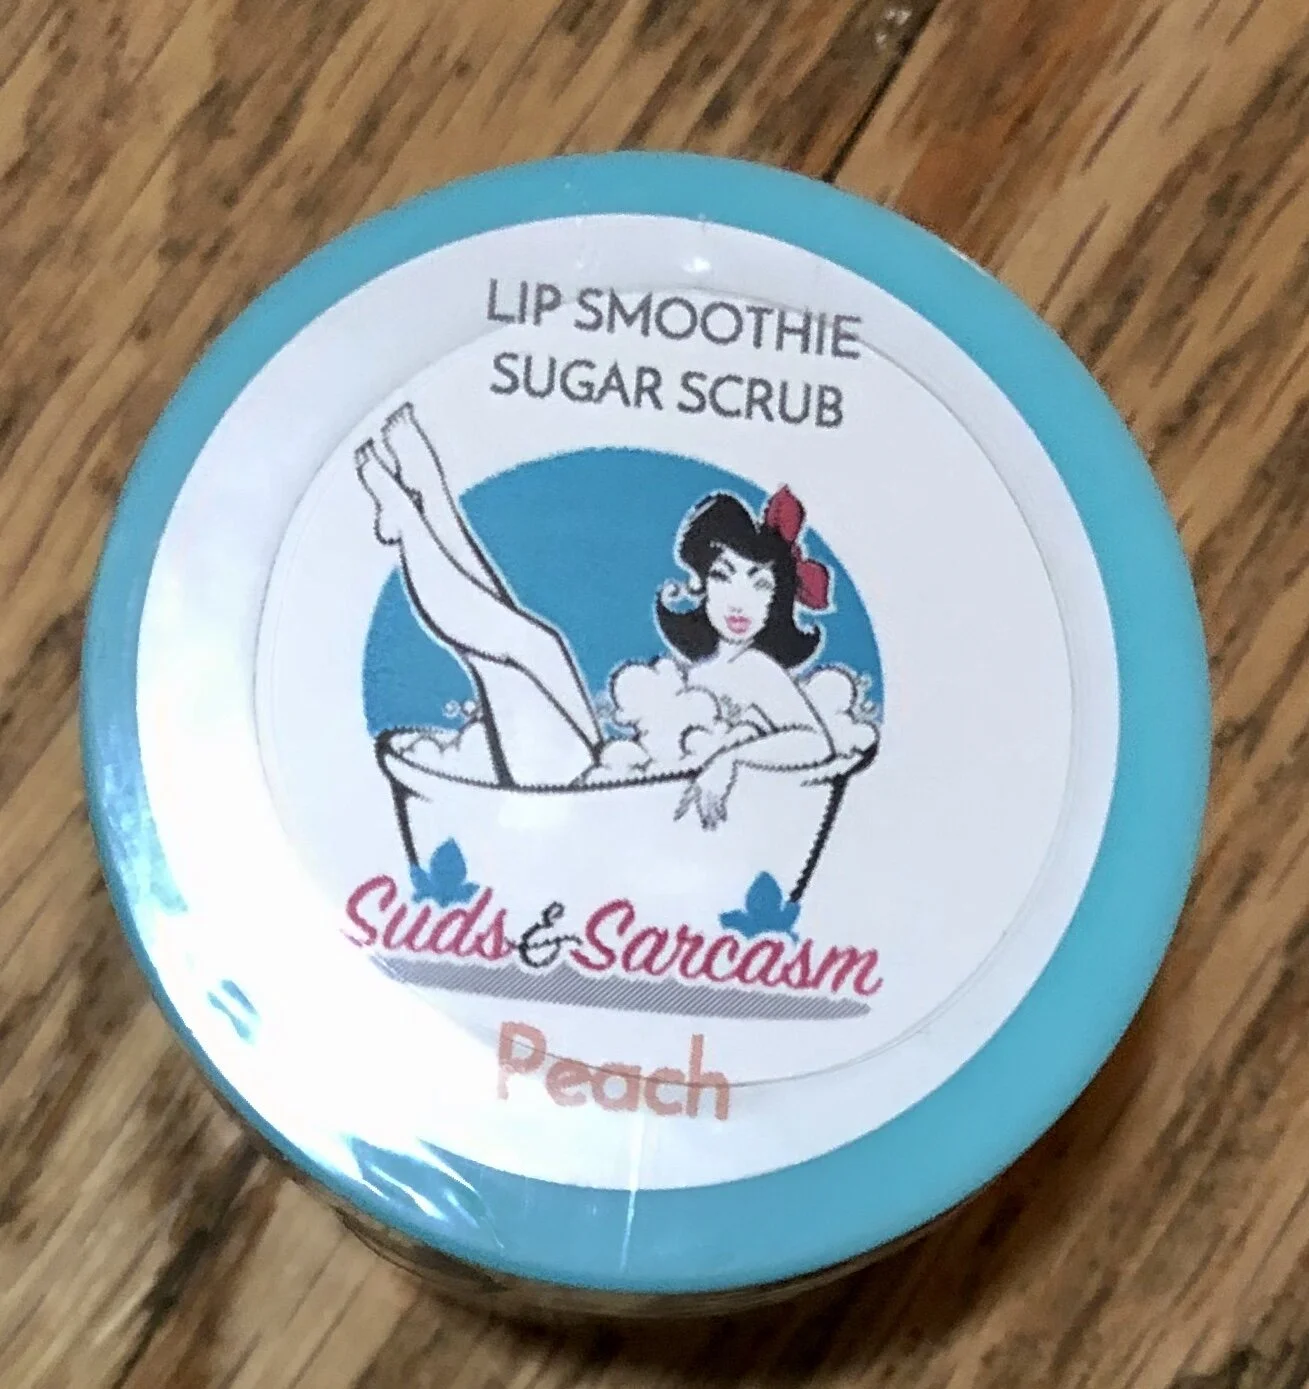 LIP SMOOTHIE
SUGAR SCRUB
Suds & Sarcasm
Peach